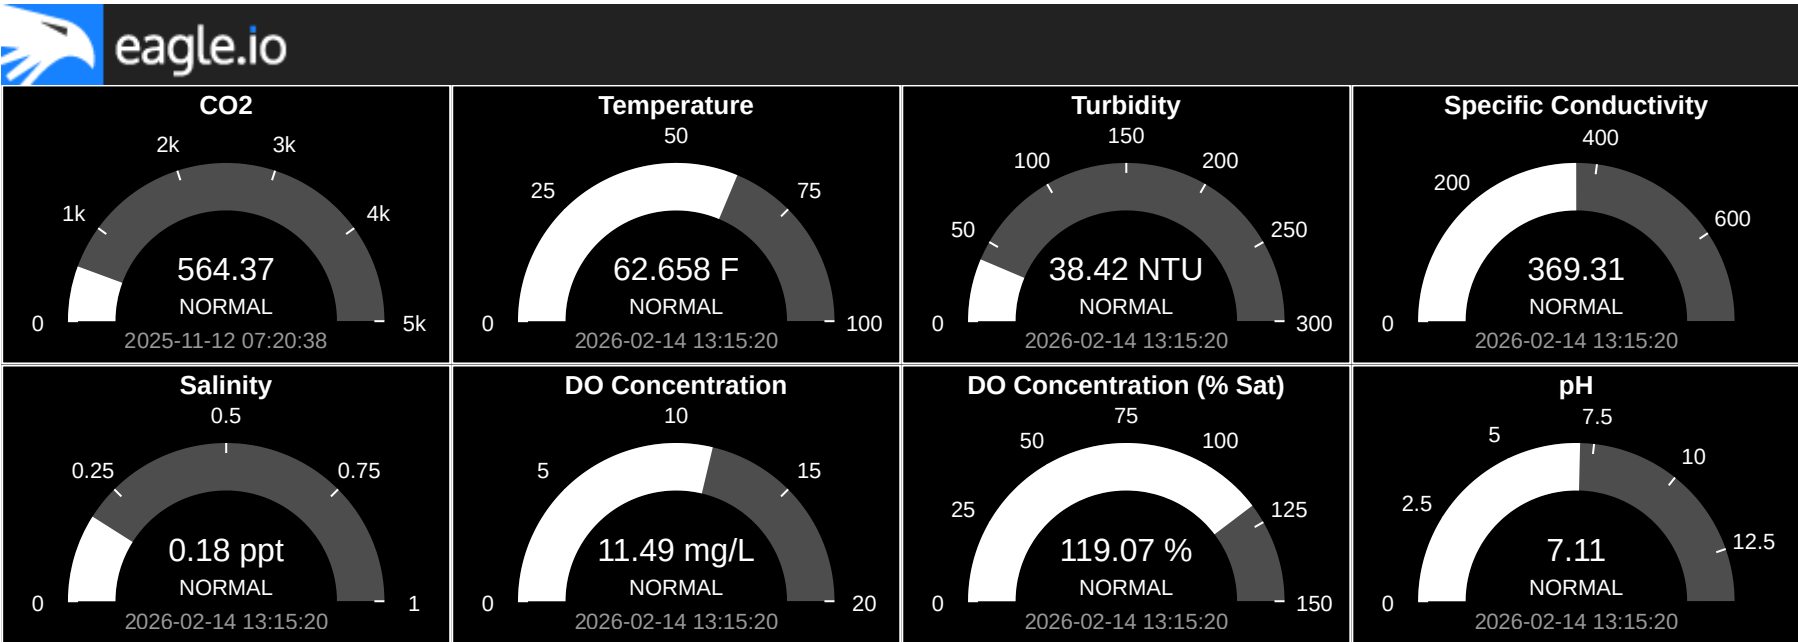 eagle.io
CO2
0
1k
2k
3k
4k
5k
564.37
NORMAL
2025-11-12 07:20:38
Temperature
0
25
50
75
100
62.658 F
NORMAL
2026-02-14 13:15:20
Turbidity
0
50
100
150
200
250
300
38.42 NTU
NORMAL
2026-02-14 13:15:20
Specific Conductivity
0
200
400
600
369.31
NORMAL
2026-02-14 13:15:20
Salinity
0
0.25
0.5
0.75
1
0.18 ppt
NORMAL
2026-02-14 13:15:20
DO Concentration
0
5
10
15
20
11.49 mg/L
NORMAL
2026-02-14 13:15:20
DO Concentration (% Sat)
0
25
50
75
100
125
150
119.07 %
NORMAL
2026-02-14 13:15:20
pH
0
2.5
5
7.5
10
12.5
7.11
NORMAL
2026-02-14 13:15:20